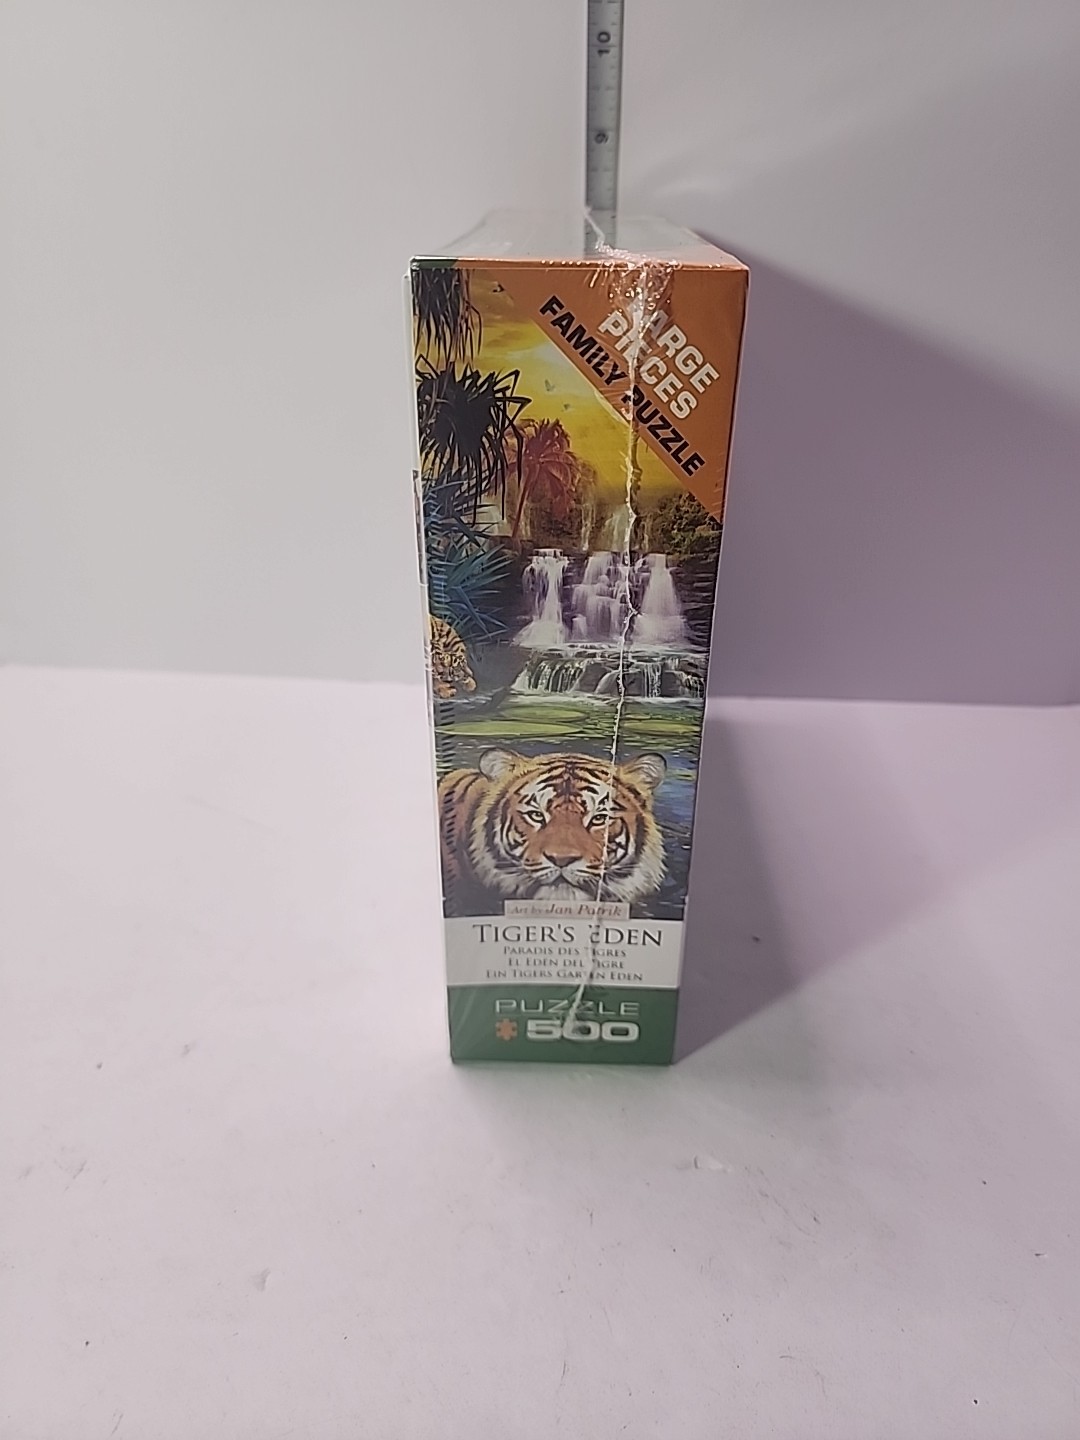 10
9
LARGE
PIECES
FAMILY PUZZLE
Art by Jan Patrik
TIGER'S EDEN
PARADIS DES TIGRES
EL EDÉN DEL TIGRE
EIN TIGERS GARTEN EDEN
PUZZLE
500